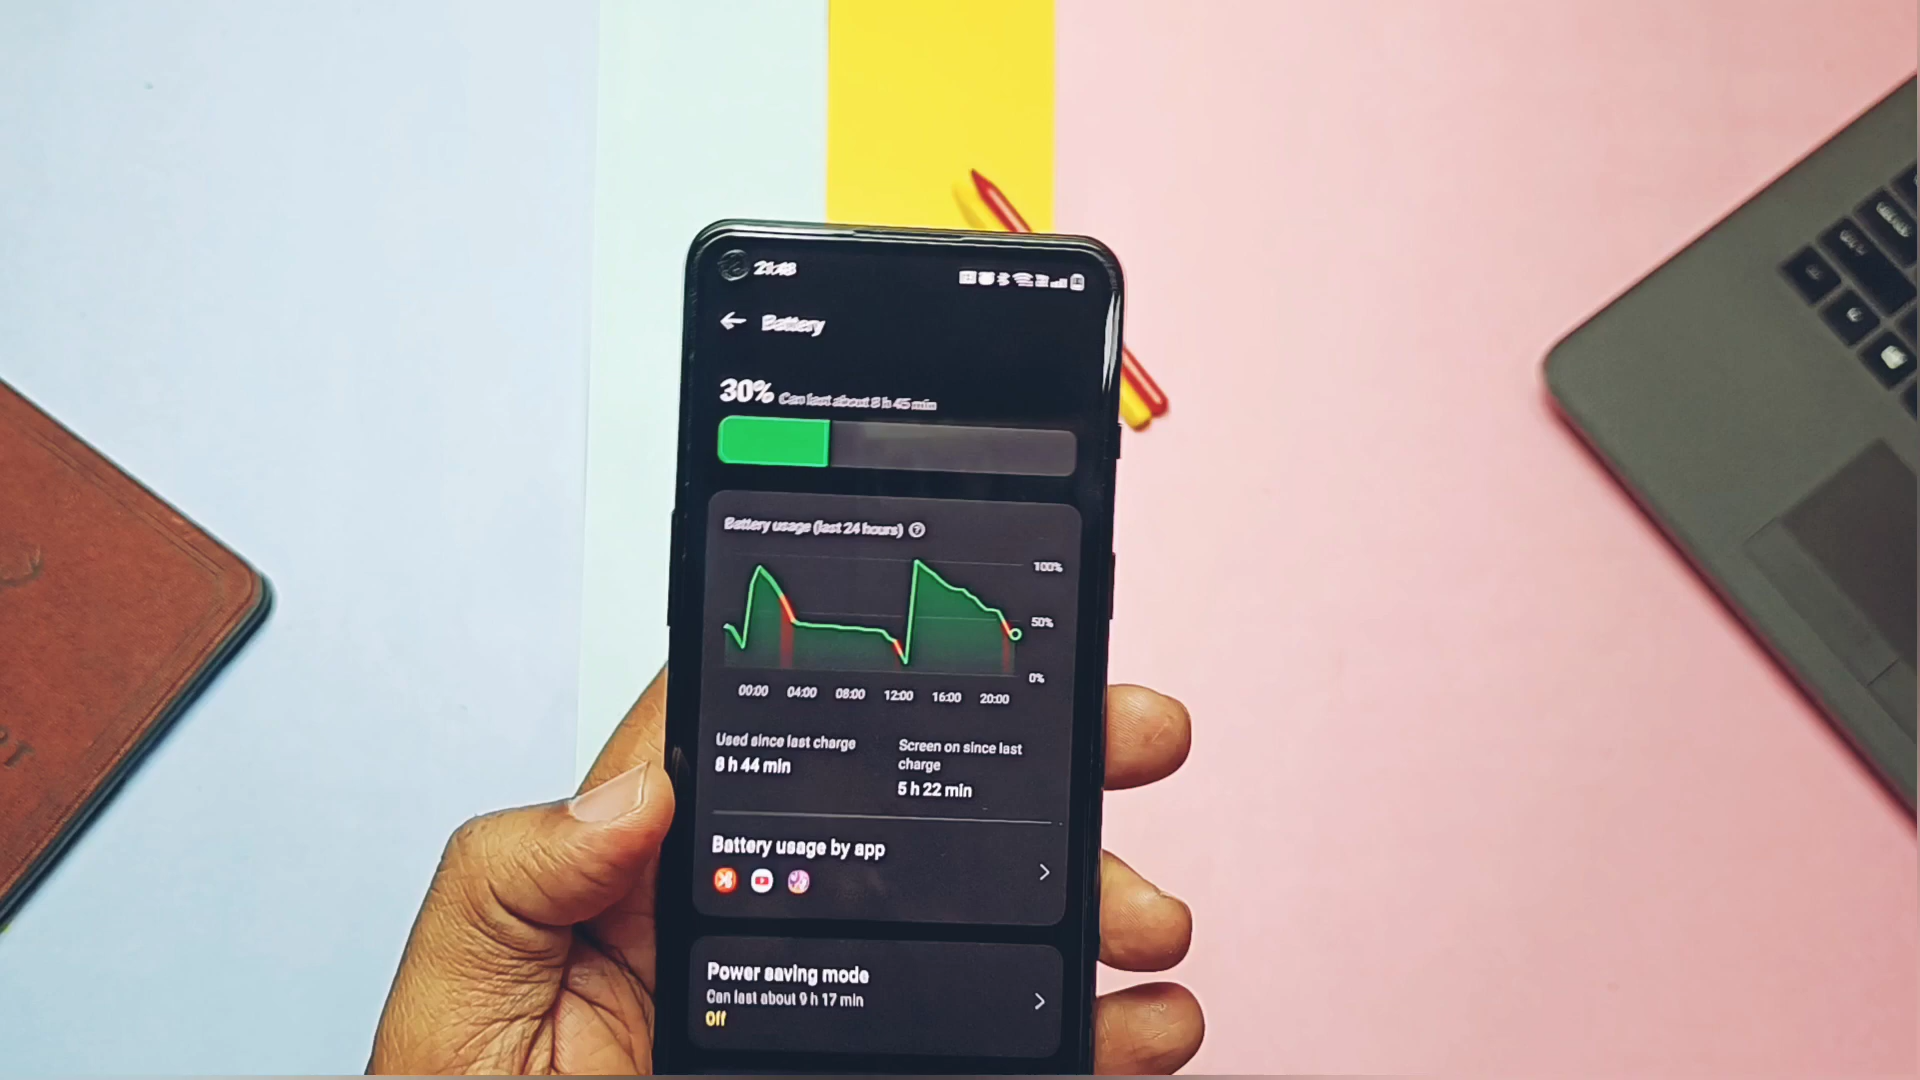 21:48
Battery
30% Can last about 8 h 45 min
Battery usage (last 24 hours) ?
100%
50%
0%
00:00 04:00 08:00 12:00 16:00 20:00
Used since last charge
8 h 44 min
Screen on since last
charge
5 h 22 min
Battery usage by app
Power saving mode
Can last about 9 h 17 min
Off